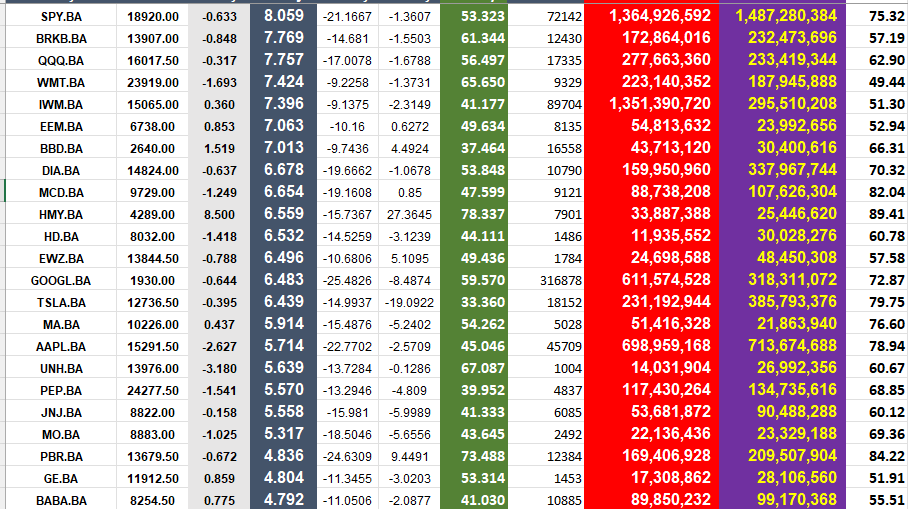 SPY.BA 18920.00 -0.633 8.059 -21.1667 -1.3607 53.323 72142 1,364,926,592 1,487,280,384 75.32
BRKB.BA 13907.00 -0.848 7.769 -14.681 -1.5503 61.344 12430 172,864,016 232,473,696 57.19
QQQ.BA 16017.50 -0.317 7.757 -17.0078 -1.6788 56.497 17335 277,663,360 233,419,344 62.90
WMT.BA 23919.00 -1.693 7.424 -9.2258 -1.3731 65.650 9329 223,140,352 187,945,888 49.44
IWM.BA 15065.00 0.360 7.396 -9.1375 -2.3149 41.177 89704 1,351,390,720 295,510,208 51.30
EEM.BA 6738.00 0.853 7.063 -10.16 0.6272 49.634 8135 54,813,632 23,992,656 52.94
BBD.BA 2640.00 1.519 7.013 -9.7436 4.4924 37.464 16558 43,713,120 30,400,616 66.31
DIA.BA 14824.00 -0.637 6.678 -19.6662 -1.0678 53.848 10790 159,950,960 337,967,744 70.32
MCD.BA 9729.00 -1.249 6.654 -19.1608 0.85 47.599 9121 88,738,208 107,626,304 82.04
HMY.BA 4289.00 8.500 6.559 -15.7367 27.3645 78.337 7901 33,887,388 25,446,620 89.41
HD.BA 8032.00 -1.418 6.532 -14.5259 -3.1239 44.111 1486 11,935,552 30,028,276 60.78
EWZ.BA 13844.50 -0.788 6.496 -10.6806 5.1095 49.436 1784 24,698,588 48,450,308 57.58
GOOGL.BA 1930.00 -0.644 6.483 -25.4826 -8.4874 59.570 316878 611,574,528 318,311,072 72.87
TSLA.BA 12736.50 -0.395 6.439 -14.9937 -19.0922 33.360 18152 231,192,944 385,793,376 79.75
MA.BA 10226.00 0.437 5.914 -15.4876 -5.2402 54.262 5028 51,416,328 21,863,940 76.60
AAPL.BA 15291.50 -2.627 5.714 -22.7702 -2.5709 45.046 45709 698,959,168 713,674,688 78.94
UNH.BA 13976.00 -3.180 5.639 -13.7284 -0.1286 67.087 1004 14,031,904 26,992,356 60.67
PEP.BA 24277.50 -1.541 5.570 -13.2946 -4.809 39.952 4837 117,430,264 134,735,616 68.85
JNJ.BA 8822.00 -0.158 5.558 -15.981 -5.9989 41.333 6085 53,681,872 90,488,288 60.12
MO.BA 8883.00 -1.025 5.317 -18.5046 -5.6556 43.645 2492 22,136,436 23,329,188 69.36
PBR.BA 13679.50 -0.672 4.836 -24.6309 9.4491 73.488 12384 169,406,928 209,507,904 84.22
GE.BA 11912.50 0.859 4.804 -11.3455 -3.0203 53.314 1453 17,308,862 28,106,560 51.91
BABA.BA 8254.50 0.775 4.792 -11.0506 -2.0877 41.030 10885 89,850,232 99,170,368 55.51